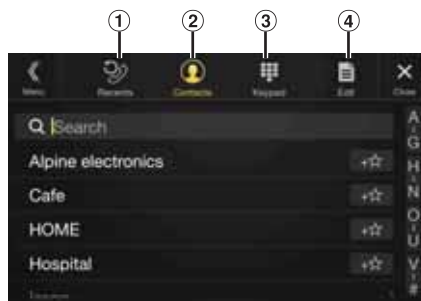 1 2 3 4
Menu Recents Contacts Keypad Edit Close
Search
Alpine electronics
Cafe
HOME
Hospital
A
G
H
N
O
U
V
#